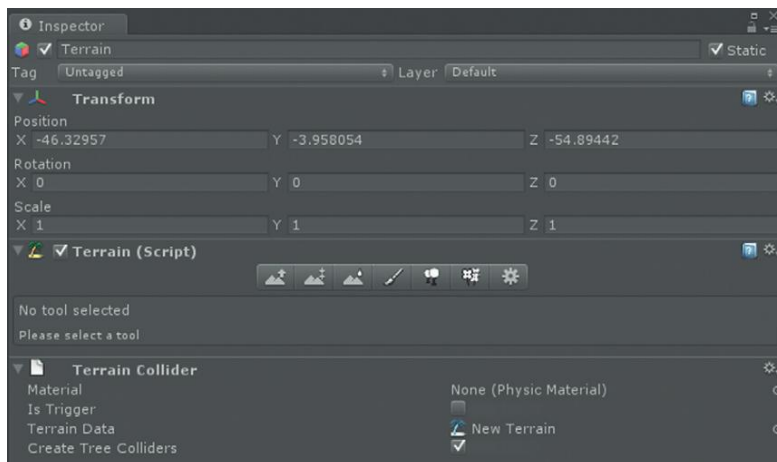 Inspector
Terrain Static
Tag Untagged Layer Default
Transform
Position
X -46.32957 Y -3.958054 Z -54.89442
Rotation
X 0 Y 0 Z 0
Scale
X 1 Y 1 Z 1
Terrain (Script)
No tool selected
Please select a tool
Terrain Collider
Material None (Physic Material)
Is Trigger
Terrain Data New Terrain
Create Tree Colliders